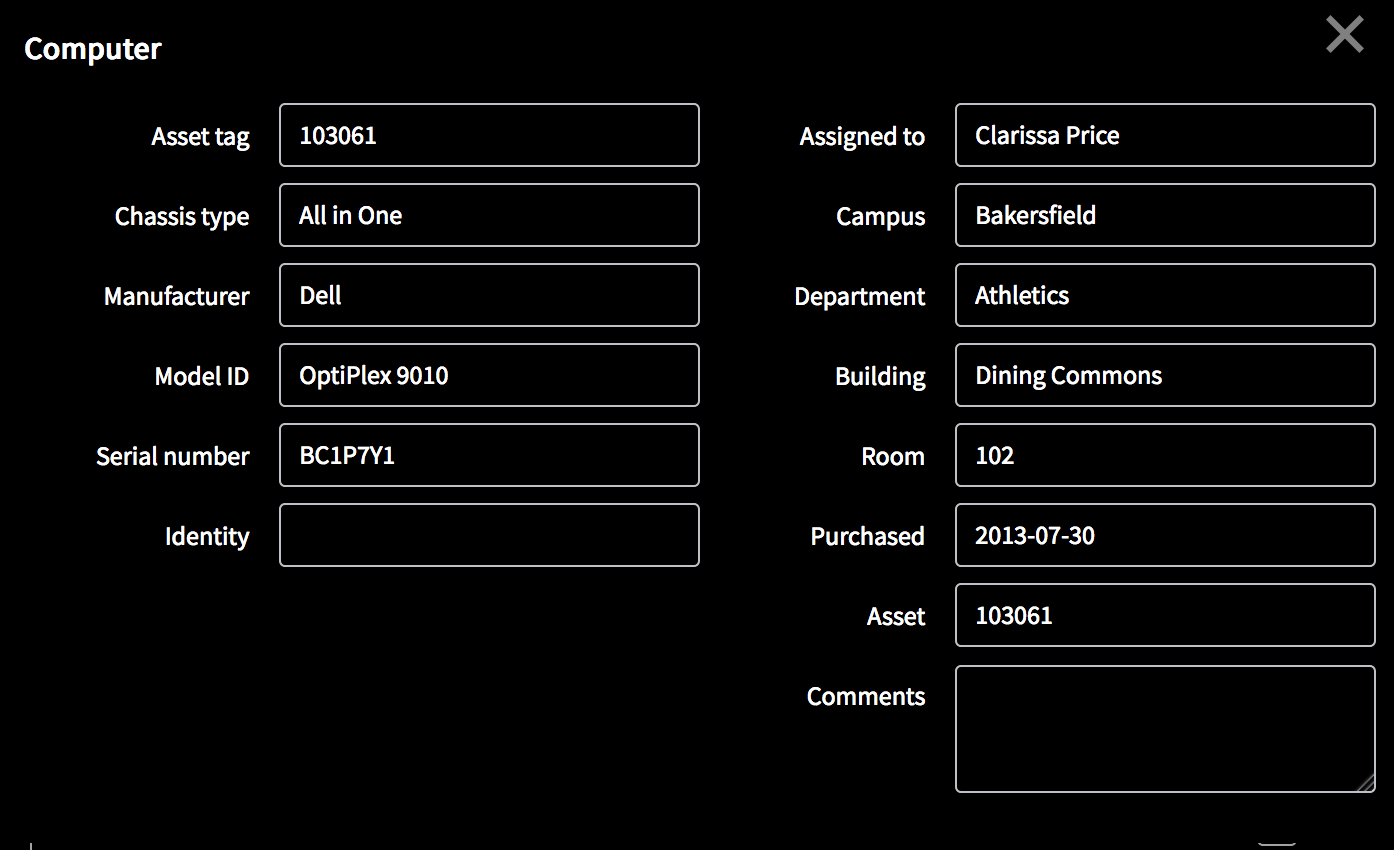 Computer
Asset tag 103061
Assigned to Clarissa Price
Chassis type All in One
Campus Bakersfield
Manufacturer Dell
Department Athletics
Model ID OptiPlex 9010
Building Dining Commons
Serial number BC1P7Y1
Room 102
Identity
Purchased 2013-07-30
Asset 103061
Comments